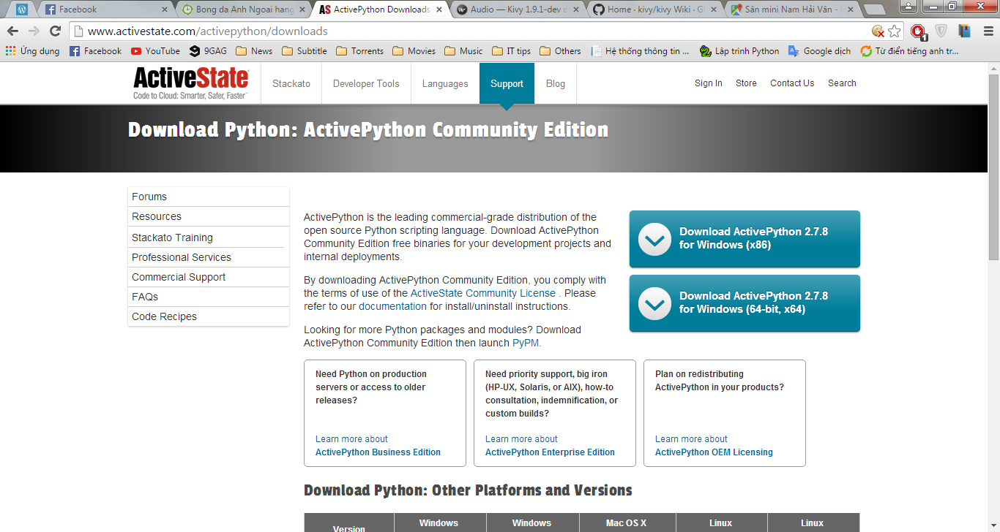 Facebook
Bong da Anh Ngoai hang
AS ActivePython Downloads
Audio — Kivy 1.9.1-dev d
Home · kivy/kivy Wiki · Gi
Sân mini Nam Hải Vân -
www.activestate.com/activepython/downloads
1
Ứng dụng
Facebook
YouTube
9GAG
News
Subtitle
Torrents
Movies
Music
IT tips
Others
Hệ thống thông tin ...
Lập trình Python
Google dịch
Từ điển tiếng anh tr...
ActiveState
Code to Cloud: Smarter, Safer, Faster™
Stackato
Developer Tools
Languages
Support
Blog
Sign In
Store
Contact Us
Search
Download Python: ActivePython Community Edition
Forums
Resources
Stackato Training
Professional Services
Commercial Support
FAQs
Code Recipes
ActivePython is the leading commercial-grade distribution of the
open source Python scripting language. Download ActivePython
Community Edition free binaries for your development projects and
internal deployments.
By downloading ActivePython Community Edition, you comply with
the terms of use of the ActiveState Community License . Please
refer to our documentation for install/uninstall instructions.
Looking for more Python packages and modules? Download
ActivePython Community Edition then launch PyPM.
Download ActivePython 2.7.8
for Windows (x86)
Download ActivePython 2.7.8
for Windows (64-bit, x64)
Need Python on production
servers or access to older
releases?
Learn more about
ActivePython Business Edition
Need priority support, big iron
(HP-UX, Solaris, or AIX), how-to
consultation, indemnification, or
custom builds?
Learn more about
ActivePython Enterprise Edition
Plan on redistributing
ActivePython in your products?
Learn more about
ActivePython OEM Licensing
Download Python: Other Platforms and Versions
Version
Windows
Windows
Mac OS X
Linux
Linux